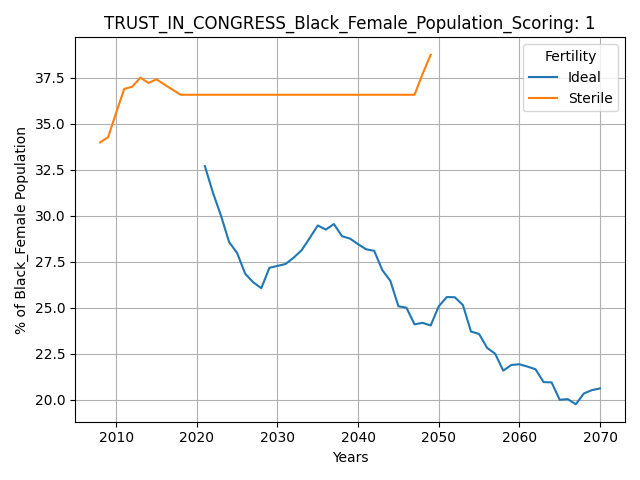 TRUST_IN_CONGRESS_Black_Female_Population_Scoring: 1
Fertility
Ideal
Sterile
% of Black_Female Population
37.5
35.0
32.5
30.0
27.5
25.0
22.5
20.0
2010 2020 2030 2040 2050 2060 2070
Years